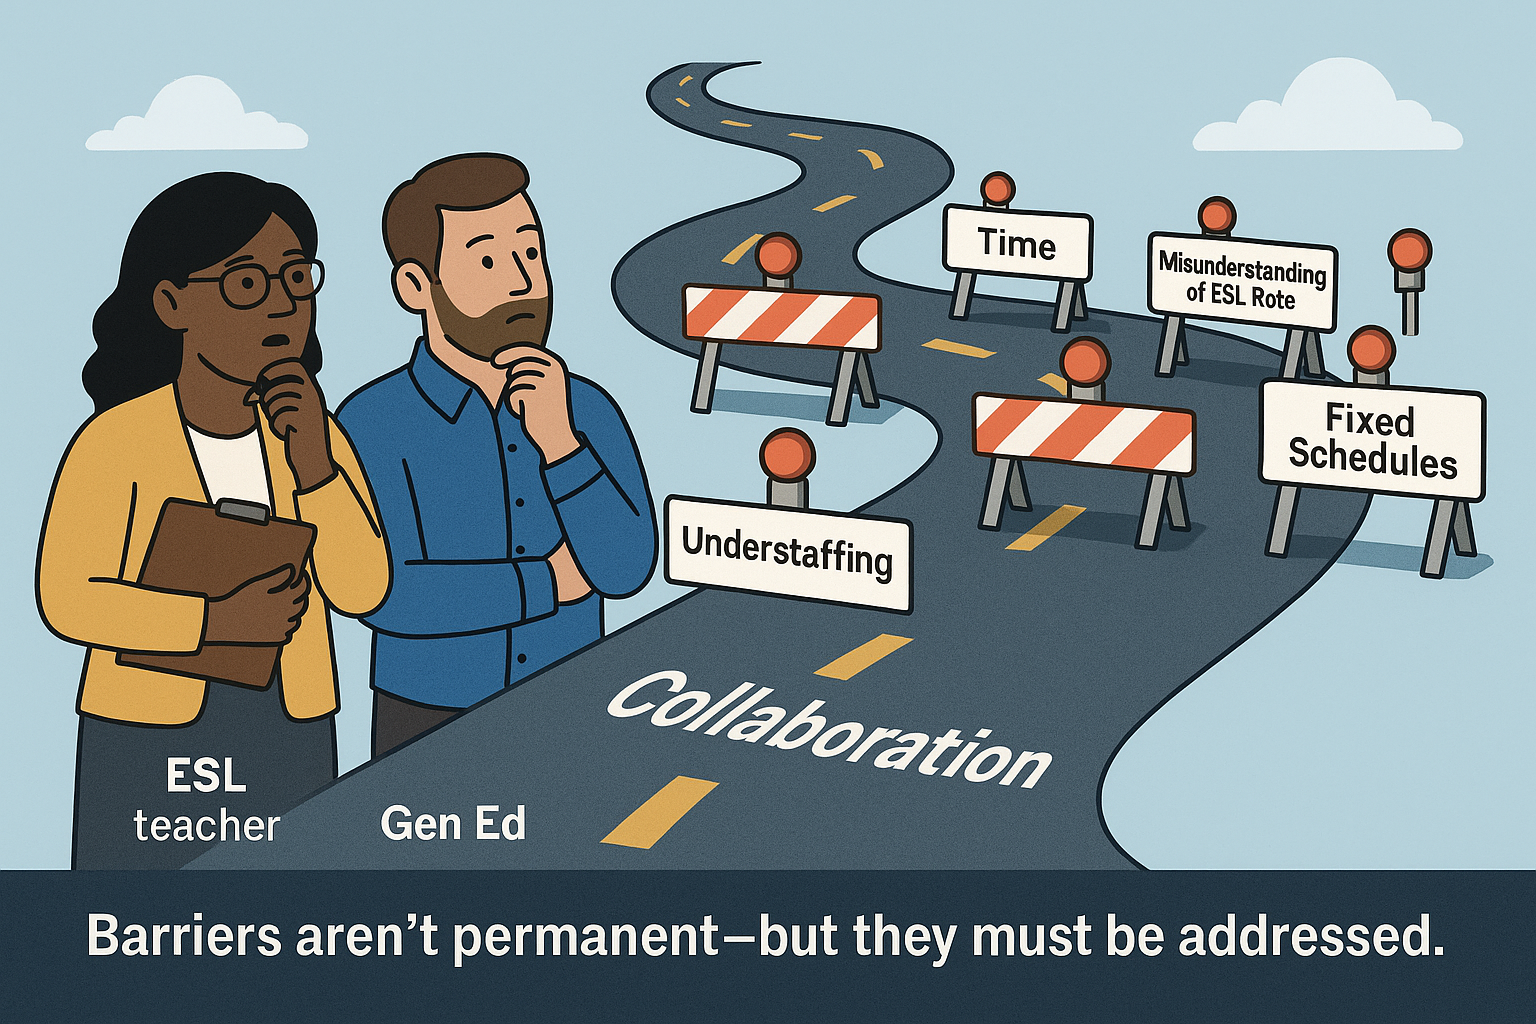 Time
Misunderstanding
of ESL Rote
Fixed
Schedules
Understaffing
Collaboration
ESL
teacher
Gen Ed
Barriers aren’t permanent—but they must be addressed.